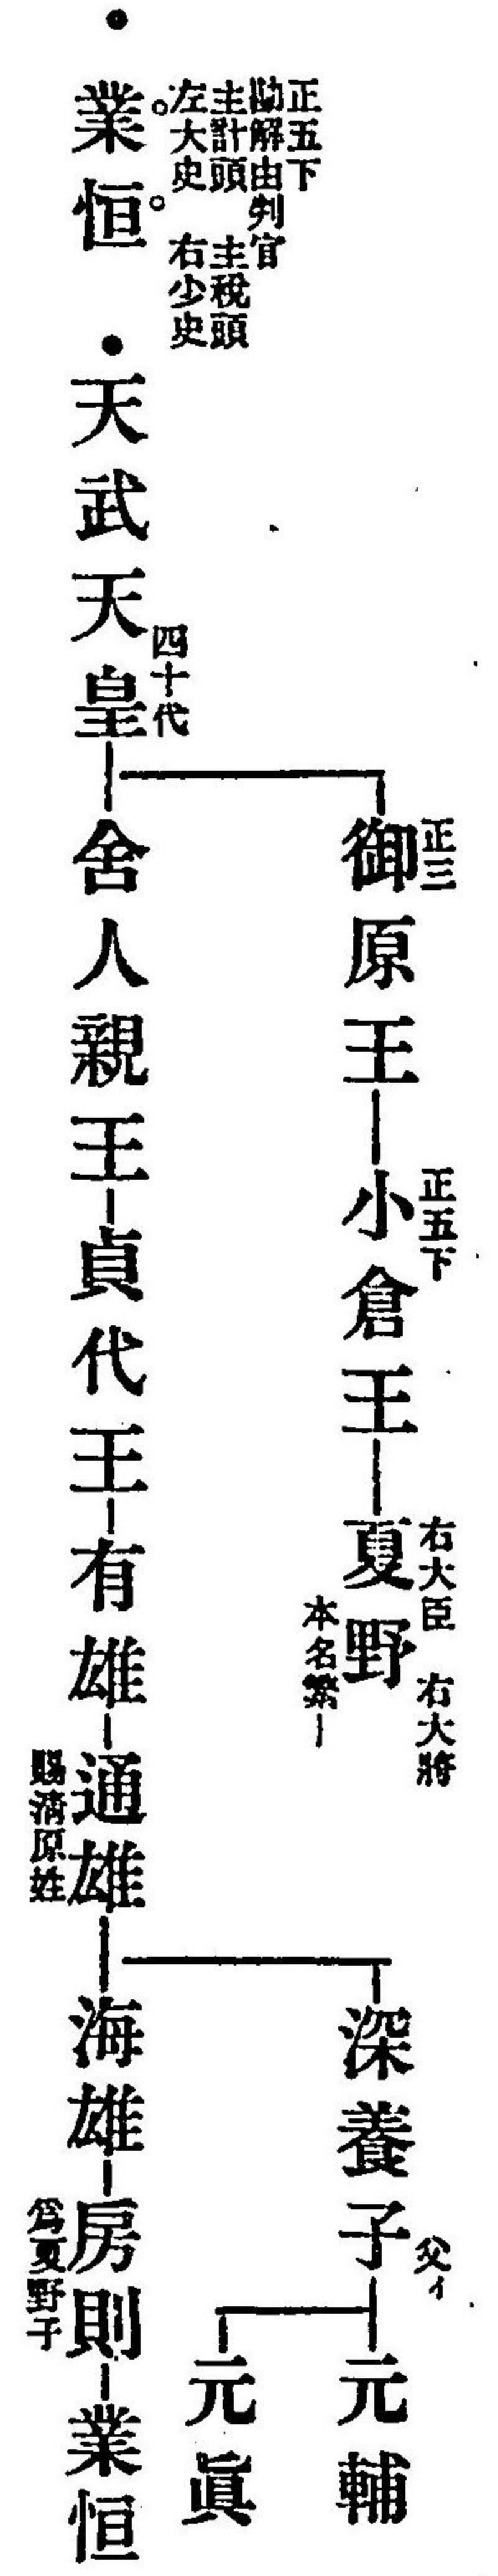 業恒
正五下
勘解由判官
主計頭 主税頭
左大史 右少史
天武天皇
四十代
御原王
正三
小倉王
正五下
夏野
右大臣 右大將
本名繁
舍人親王
貞代王
有雄
通雄
賜清原姓
深養子
父イ
元輔
元眞
海雄
房則
爲夏野子
業恒